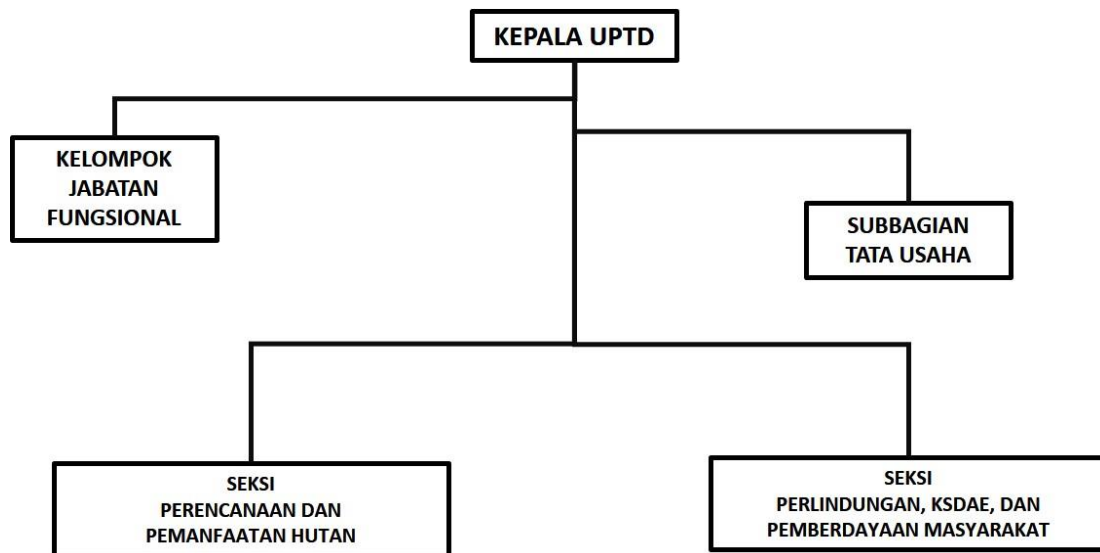 KEPALA UPTD
KELOMPOK
JABATAN
FUNGSIONAL
SUBBAGIAN
TATA USAHA
SEKSI
PERENCANAAN DAN
PEMANFAATAN HUTAN
SEKSI
PERLINDUNGAN, KSDAE, DAN
PEMBERDAYAAN MASYARAKAT